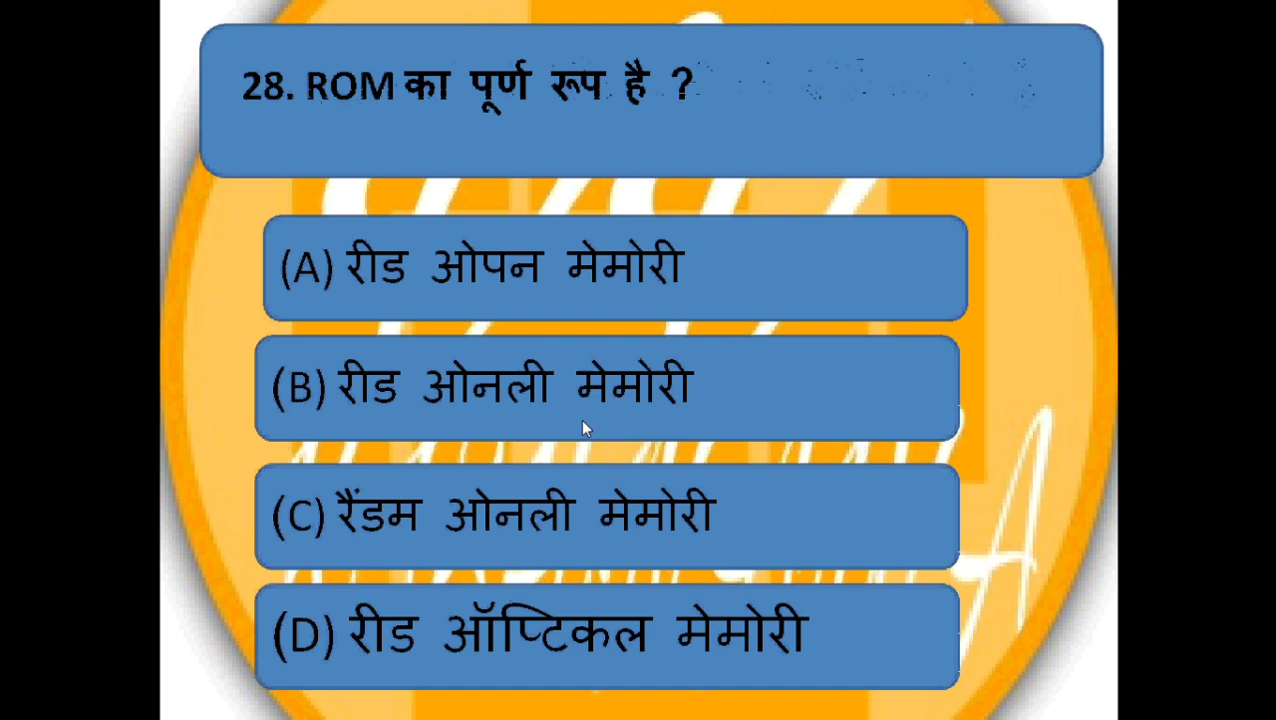 28. ROM का पूर्ण रूप है ?
(A) रीड ओपन मेमोरी
(B) रीड ओनली मेमोरी
(C) रैंडम ओनली मेमोरी
(D) रीड ऑप्टिकल मेमोरी